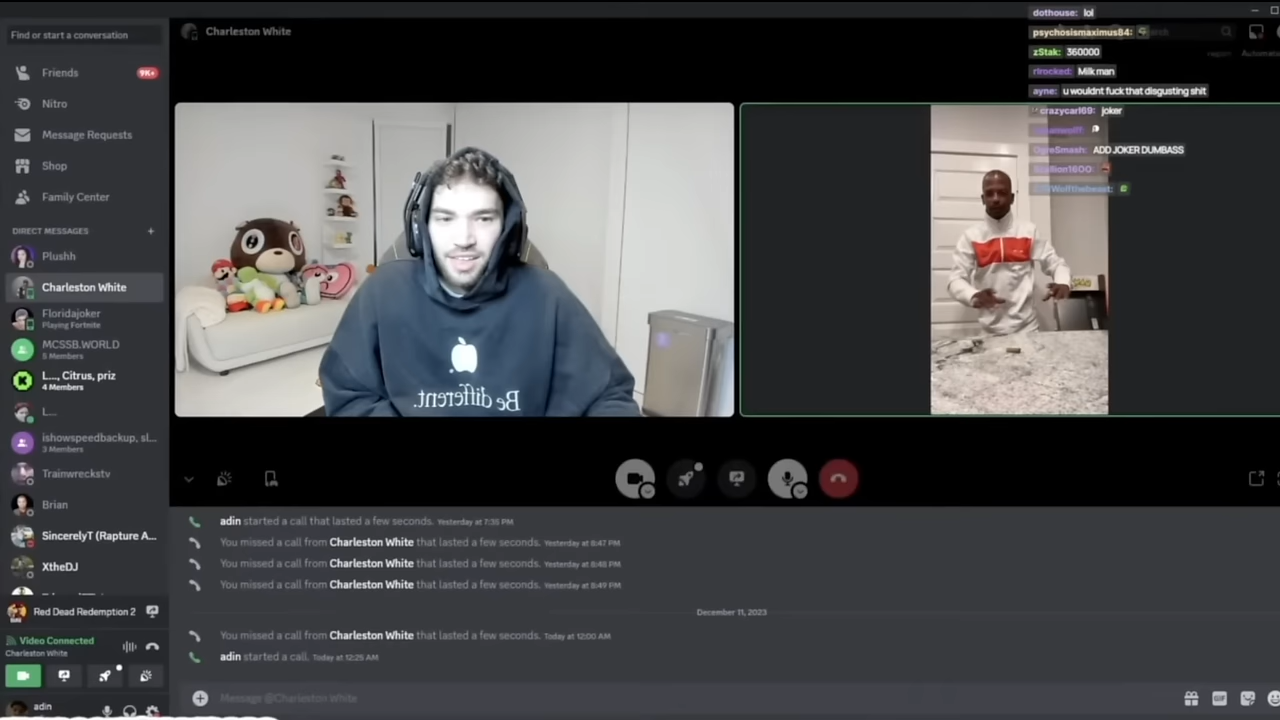 Find or start a conversation
Friends
9K+
Nitro
Message Requests
Shop
Family Center
DIRECT MESSAGES
Plushh
Charleston White
Floridajoker
Playing Fortnite
MCSSB.WORLD
5 Members
L..., Citrus, priz
4 Members
L...
ishowspeedbackup, sl...
3 Members
Trainwreckstv
Brian
SincerelyT (Rapture A...
XtheDJ
Red Dead Redemption 2
Video Connected
Charleston White
adin
Charleston White
Be different.
dothouse: lol
psychosismaximus84:
zStak: 360000
rlrocked: Milk man
ayne: u wouldnt fuck that disgusting shit
crazycarl69: joker
OgreSmash: ADD JOKER DUMBASS
adin started a call that lasted a few seconds. Yesterday at 7:35 PM
You missed a call from Charleston White that lasted a few seconds. Yesterday at 8:47 PM
You missed a call from Charleston White that lasted a few seconds. Yesterday at 8:48 PM
You missed a call from Charleston White that lasted a few seconds. Yesterday at 8:49 PM
December 11, 2023
You missed a call from Charleston White that lasted a few seconds. Today at 12:00 AM
adin started a call. Today at 12:25 AM
Message @Charleston White